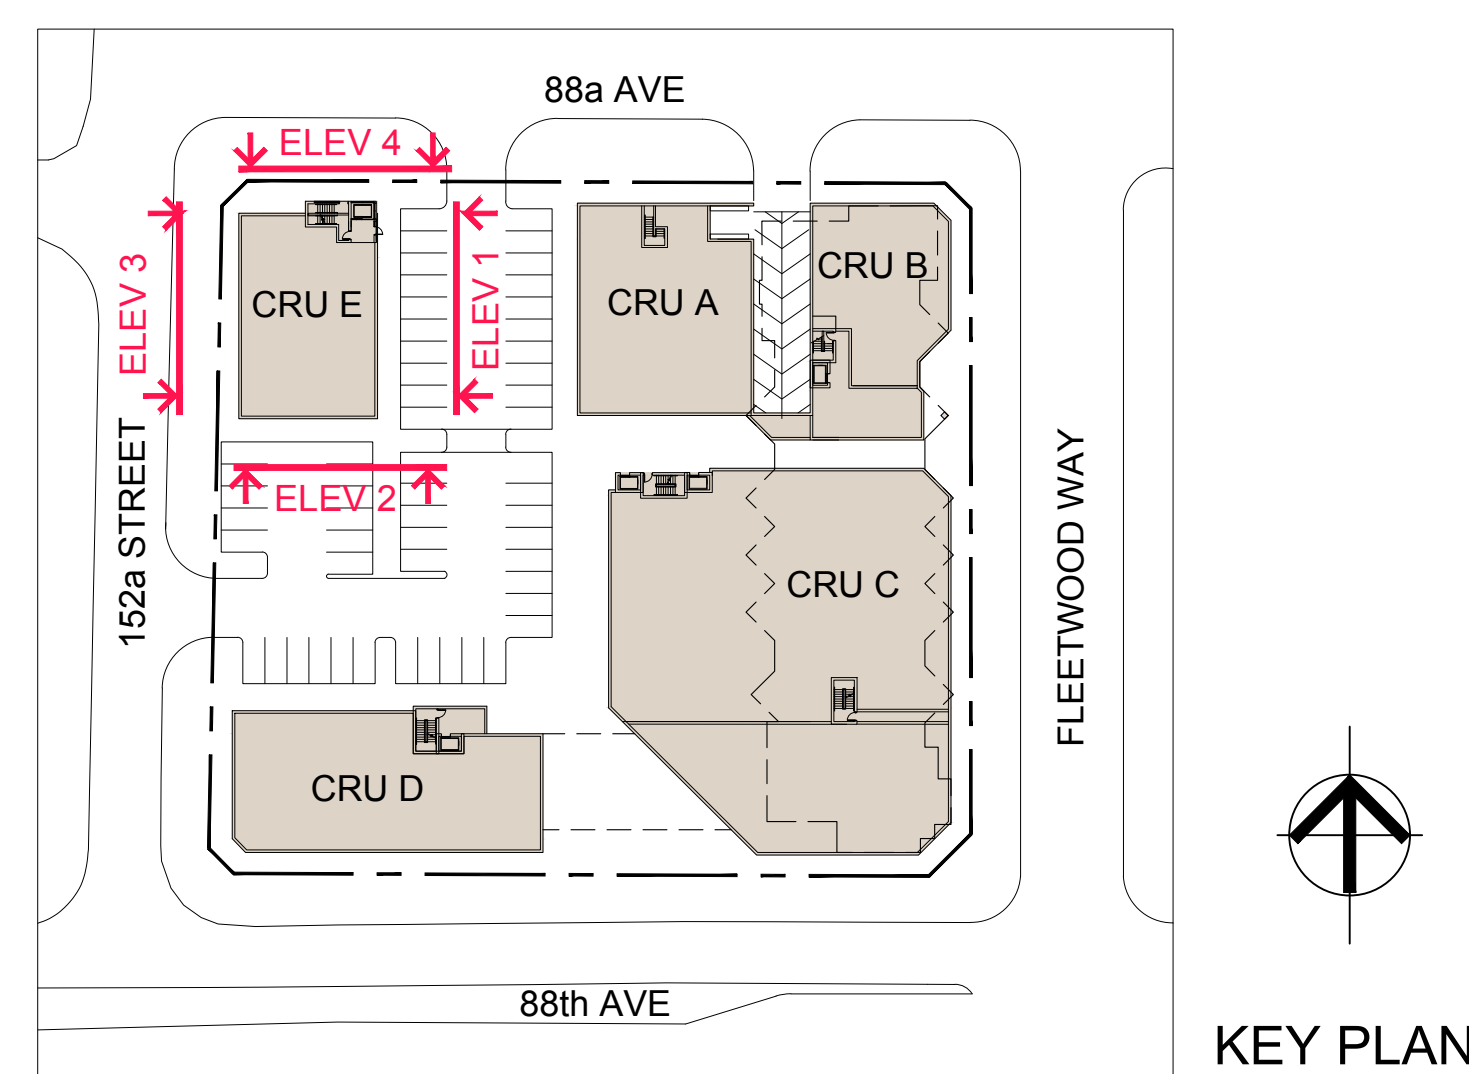 88a AVE
ELEV 4
ELEV 3
ELEV 1
CRU E
CRU A
CRU B
ELEV 2
152a STREET
CRU C
FLEETWOOD WAY
CRU D
88th AVE
KEY PLAN